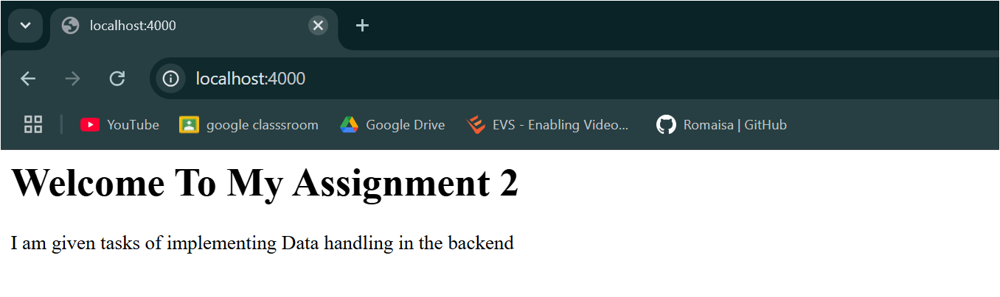 localhost:4000
localhost:4000
YouTube google classsroom Google Drive EVS - Enabling Video... Romaisa | GitHub
Welcome To My Assignment 2
I am given tasks of implementing Data handling in the backend